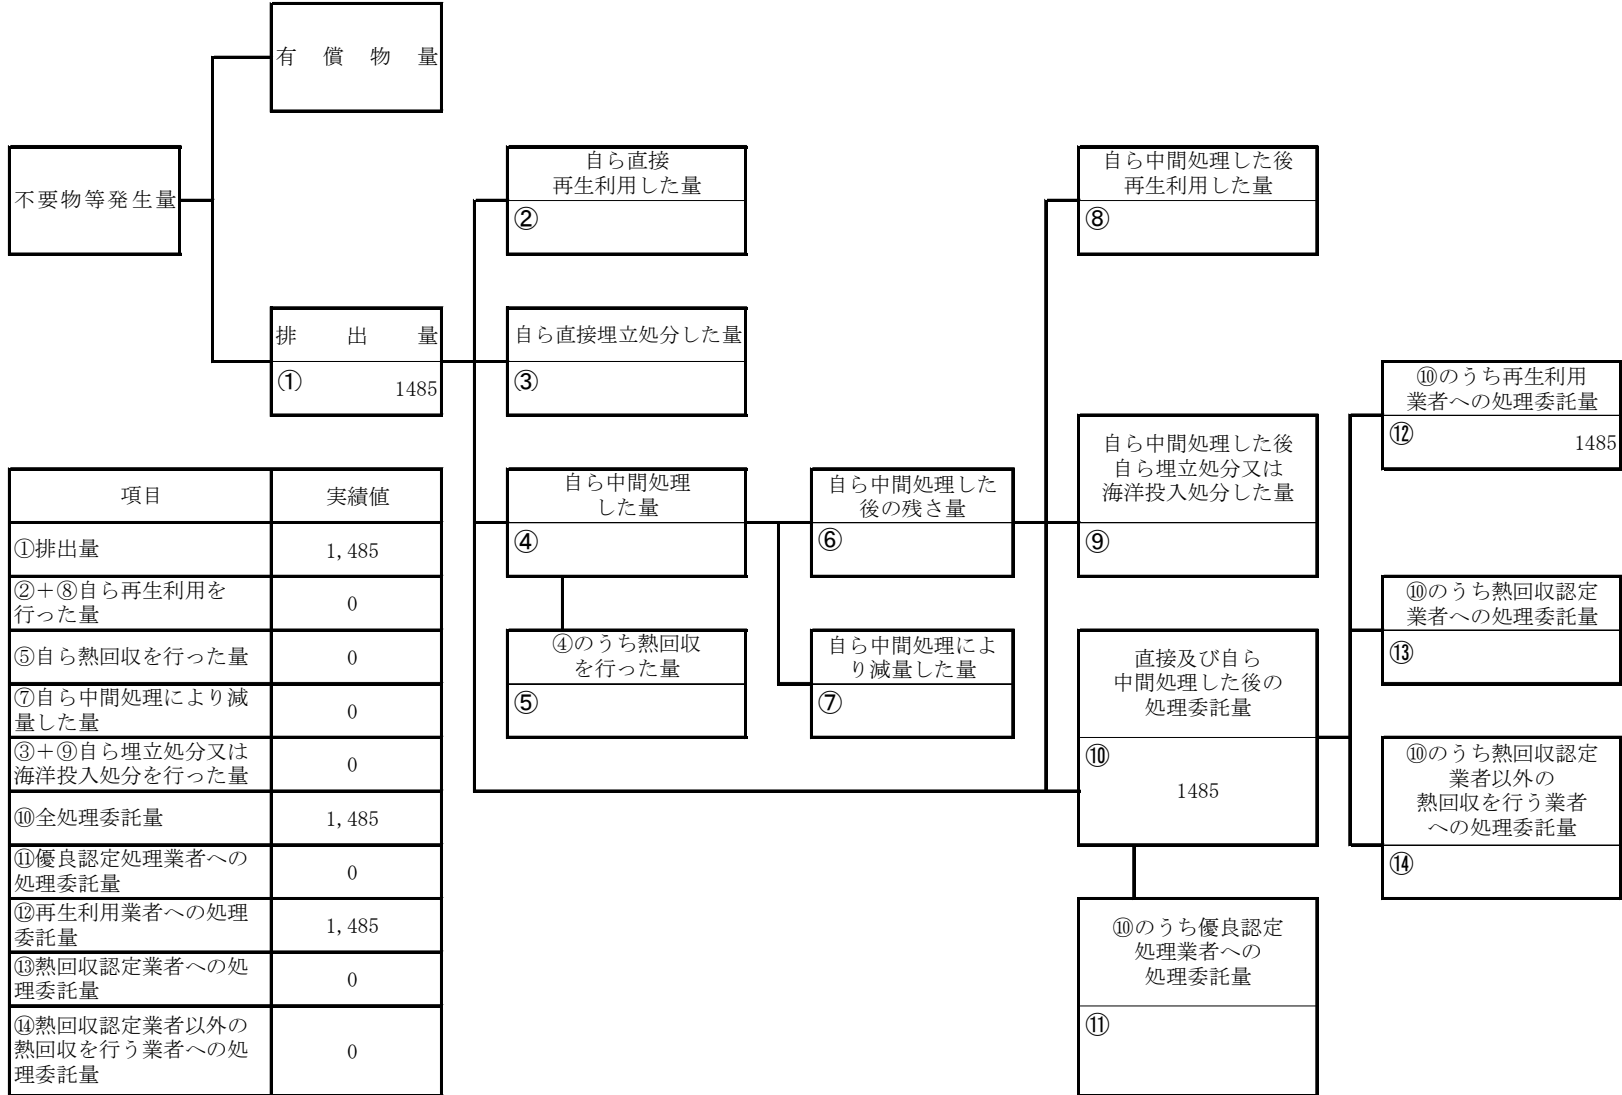 有償物量
不要物等発生量
自ら直接
再生利用した量
②
自ら中間処理した後
再生利用した量
⑧
排出量
① 1485
自ら直接埋立処分した量
③
⑩のうち再生利用
業者への処理委託量
⑫ 1485
自ら中間処理
した量
④
自ら中間処理した
後の残さ量
⑥
自ら中間処理した後
自ら埋立処分又は
海洋投入処分した量
⑨
⑩のうち熱回収認定
業者への処理委託量
⑬
④のうち熱回収
を行った量
⑤
自ら中間処理によ
り減量した量
⑦
直接及び自ら
中間処理した後の
処理委託量
⑩
1485
⑩のうち熱回収認定
業者以外の
熱回収を行う業者
への処理委託量
⑭
⑩のうち優良認定
処理業者への
処理委託量
⑪
項目 実績値
①排出量 1,485
②+⑧自ら再生利用を
行った量 0
⑤自ら熱回収を行った量 0
⑦自ら中間処理により減
量した量 0
③+⑨自ら埋立処分又は
海洋投入処分を行った量 0
⑩全処理委託量 1,485
⑪優良認定処理業者への
処理委託量 0
⑫再生利用業者への処理
委託量 1,485
⑬熱回収認定業者への処
理委託量 0
⑭熱回収認定業者以外の
熱回収を行う業者への処
理委託量 0